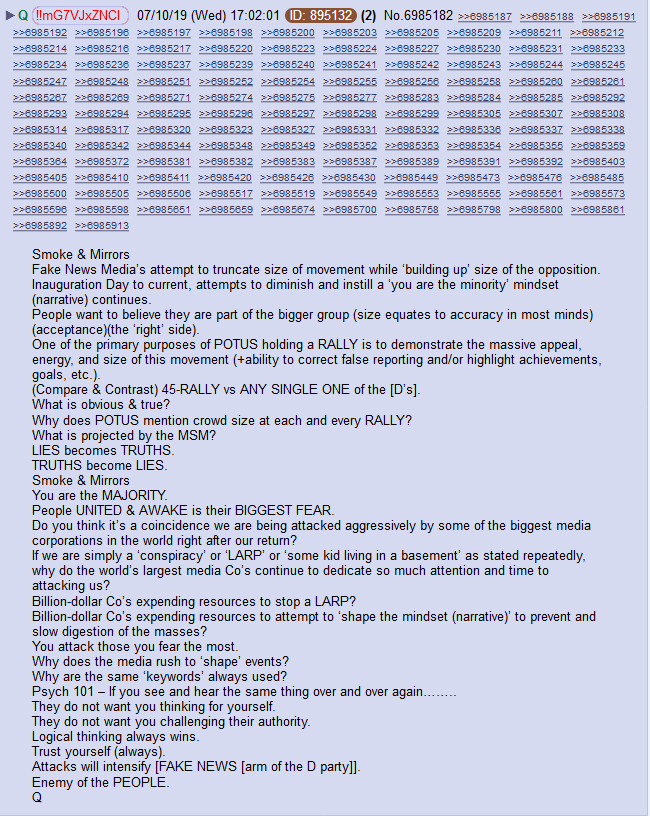 ▶ Q !!mG7VJxZNCI 07/10/19 (Wed) 17:02:01 ID: 895132 (2) No.6985182 >>6985187 >>6985188 >>6985191
>>6985192 >>6985196 >>6985197 >>6985198 >>6985200 >>6985203 >>6985205 >>6985209 >>6985211 >>6985212
>>6985214 >>6985216 >>6985217 >>6985220 >>6985223 >>6985224 >>6985227 >>6985230 >>6985231 >>6985233
>>6985234 >>6985236 >>6985237 >>6985239 >>6985240 >>6985241 >>6985242 >>6985243 >>6985244 >>6985245
>>6985247 >>6985248 >>6985251 >>6985252 >>6985254 >>6985255 >>6985256 >>6985258 >>6985260 >>6985261
>>6985267 >>6985269 >>6985271 >>6985274 >>6985275 >>6985277 >>6985283 >>6985284 >>6985285 >>6985292
>>6985293 >>6985294 >>6985295 >>6985296 >>6985297 >>6985298 >>6985299 >>6985305 >>6985307 >>6985308
>>6985314 >>6985317 >>6985320 >>6985323 >>6985327 >>6985331 >>6985332 >>6985336 >>6985337 >>6985338
>>6985340 >>6985342 >>6985344 >>6985348 >>6985349 >>6985352 >>6985353 >>6985354 >>6985355 >>6985359
>>6985364 >>6985372 >>6985381 >>6985382 >>6985383 >>6985387 >>6985389 >>6985391 >>6985392 >>6985403
>>6985405 >>6985410 >>6985411 >>6985420 >>6985426 >>6985430 >>6985449 >>6985473 >>6985476 >>6985485
>>6985500 >>6985505 >>6985506 >>6985517 >>6985519 >>6985549 >>6985553 >>6985555 >>6985561 >>6985573
>>6985596 >>6985598 >>6985651 >>6985659 >>6985674 >>6985700 >>6985758 >>6985798 >>6985800 >>6985861
>>6985892 >>6985913
Smoke & Mirrors
Fake News Media's attempt to truncate size of movement while 'building up' size of the opposition.
Inauguration Day to current, attempts to diminish and instill a 'you are the minority' mindset
(narrative) continues.
People want to believe they are part of the bigger group (size equates to accuracy in most minds)
(acceptance)(the 'right' side).
One of the primary purposes of POTUS holding a RALLY is to demonstrate the massive appeal,
energy, and size of this movement (+ability to correct false reporting and/or highlight achievements,
goals, etc.).
(Compare & Contrast) 45-RALLY vs ANY SINGLE ONE of the [D's].
What is obvious & true?
Why does POTUS mention crowd size at each and every RALLY?
What is projected by the MSM?
LIES becomes TRUTHS.
TRUTHS become LIES.
Smoke & Mirrors
You are the MAJORITY.
People UNITED & AWAKE is their BIGGEST FEAR.
Do you think it's a coincidence we are being attacked aggressively by some of the biggest media
corporations in the world right after our return?
If we are simply a 'conspiracy' or 'LARP' or 'some kid living in a basement' as stated repeatedly,
why do the world's largest media Co's continue to dedicate so much attention and time to
attacking us?
Billion-dollar Co's expending resources to stop a LARP?
Billion-dollar Co's expending resources to attempt to 'shape the mindset (narrative)' to prevent and
slow digestion of the masses?
You attack those you fear the most.
Why does the media rush to 'shape' events?
Why are the same 'keywords' always used?
Psych 101 – If you see and hear the same thing over and over again……..
They do not want you thinking for yourself.
They do not want you challenging their authority.
Logical thinking always wins.
Trust yourself (always).
Attacks will intensify [FAKE NEWS [arm of the D party]].
Enemy of the PEOPLE.
Q